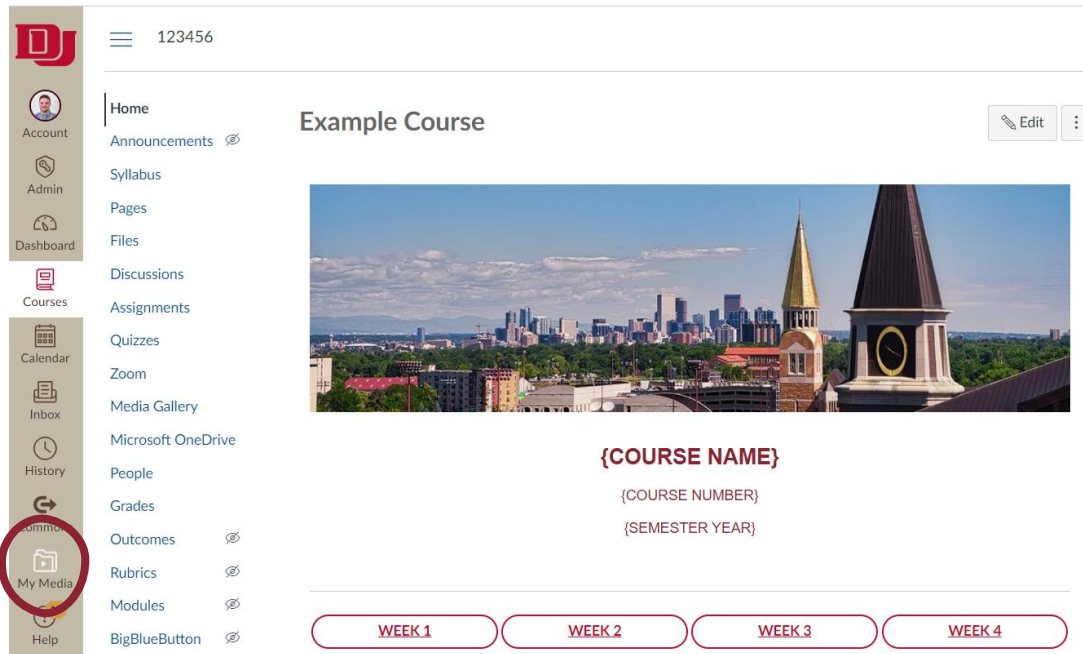 DU
123456
Account
Admin
Dashboard
Courses
Calendar
Inbox
History
Commons
My Media
Help
Home
Announcements
Syllabus
Pages
Files
Discussions
Assignments
Quizzes
Zoom
Media Gallery
Microsoft OneDrive
People
Grades
Outcomes
Rubrics
Modules
BigBlueButton
Example Course
Edit
{COURSE NAME}
{COURSE NUMBER}
{SEMESTER YEAR}
WEEK 1 WEEK 2 WEEK 3 WEEK 4